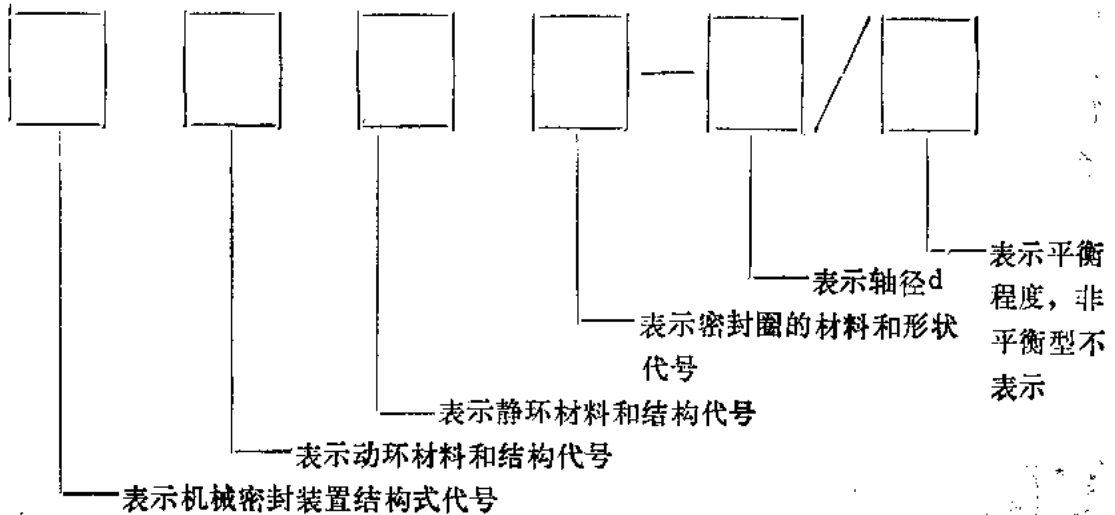 表示平衡
程度，非
平衡型不
表示
表示轴径d
表示密封圈的材料和形状
代号
表示静环材料和结构代号
表示动环材料和结构代号
表示机械密封装置结构式代号